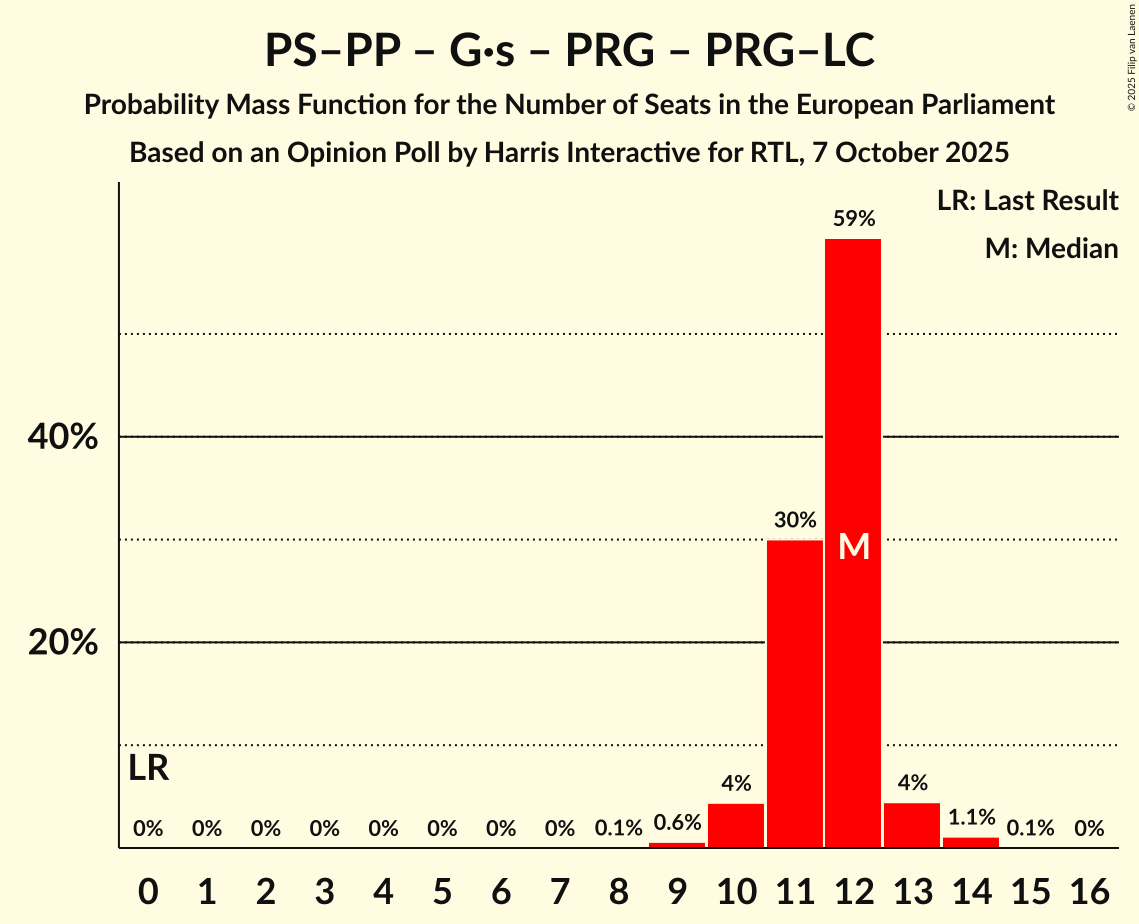 PS–PP – G·s – PRG – PRG–LC
Probability Mass Function for the Number of Seats in the European Parliament
Based on an Opinion Poll by Harris Interactive for RTL, 7 October 2025
© 2025 Filip van Laenen
LR: Last Result
M: Median
59%
40%
30%
M
20%
LR
0% 0% 0% 0% 0% 0% 0% 0% 0.1% 0.6% 4% 4% 1.1% 0.1% 0%
0 1 2 3 4 5 6 7 8 9 10 11 12 13 14 15 16